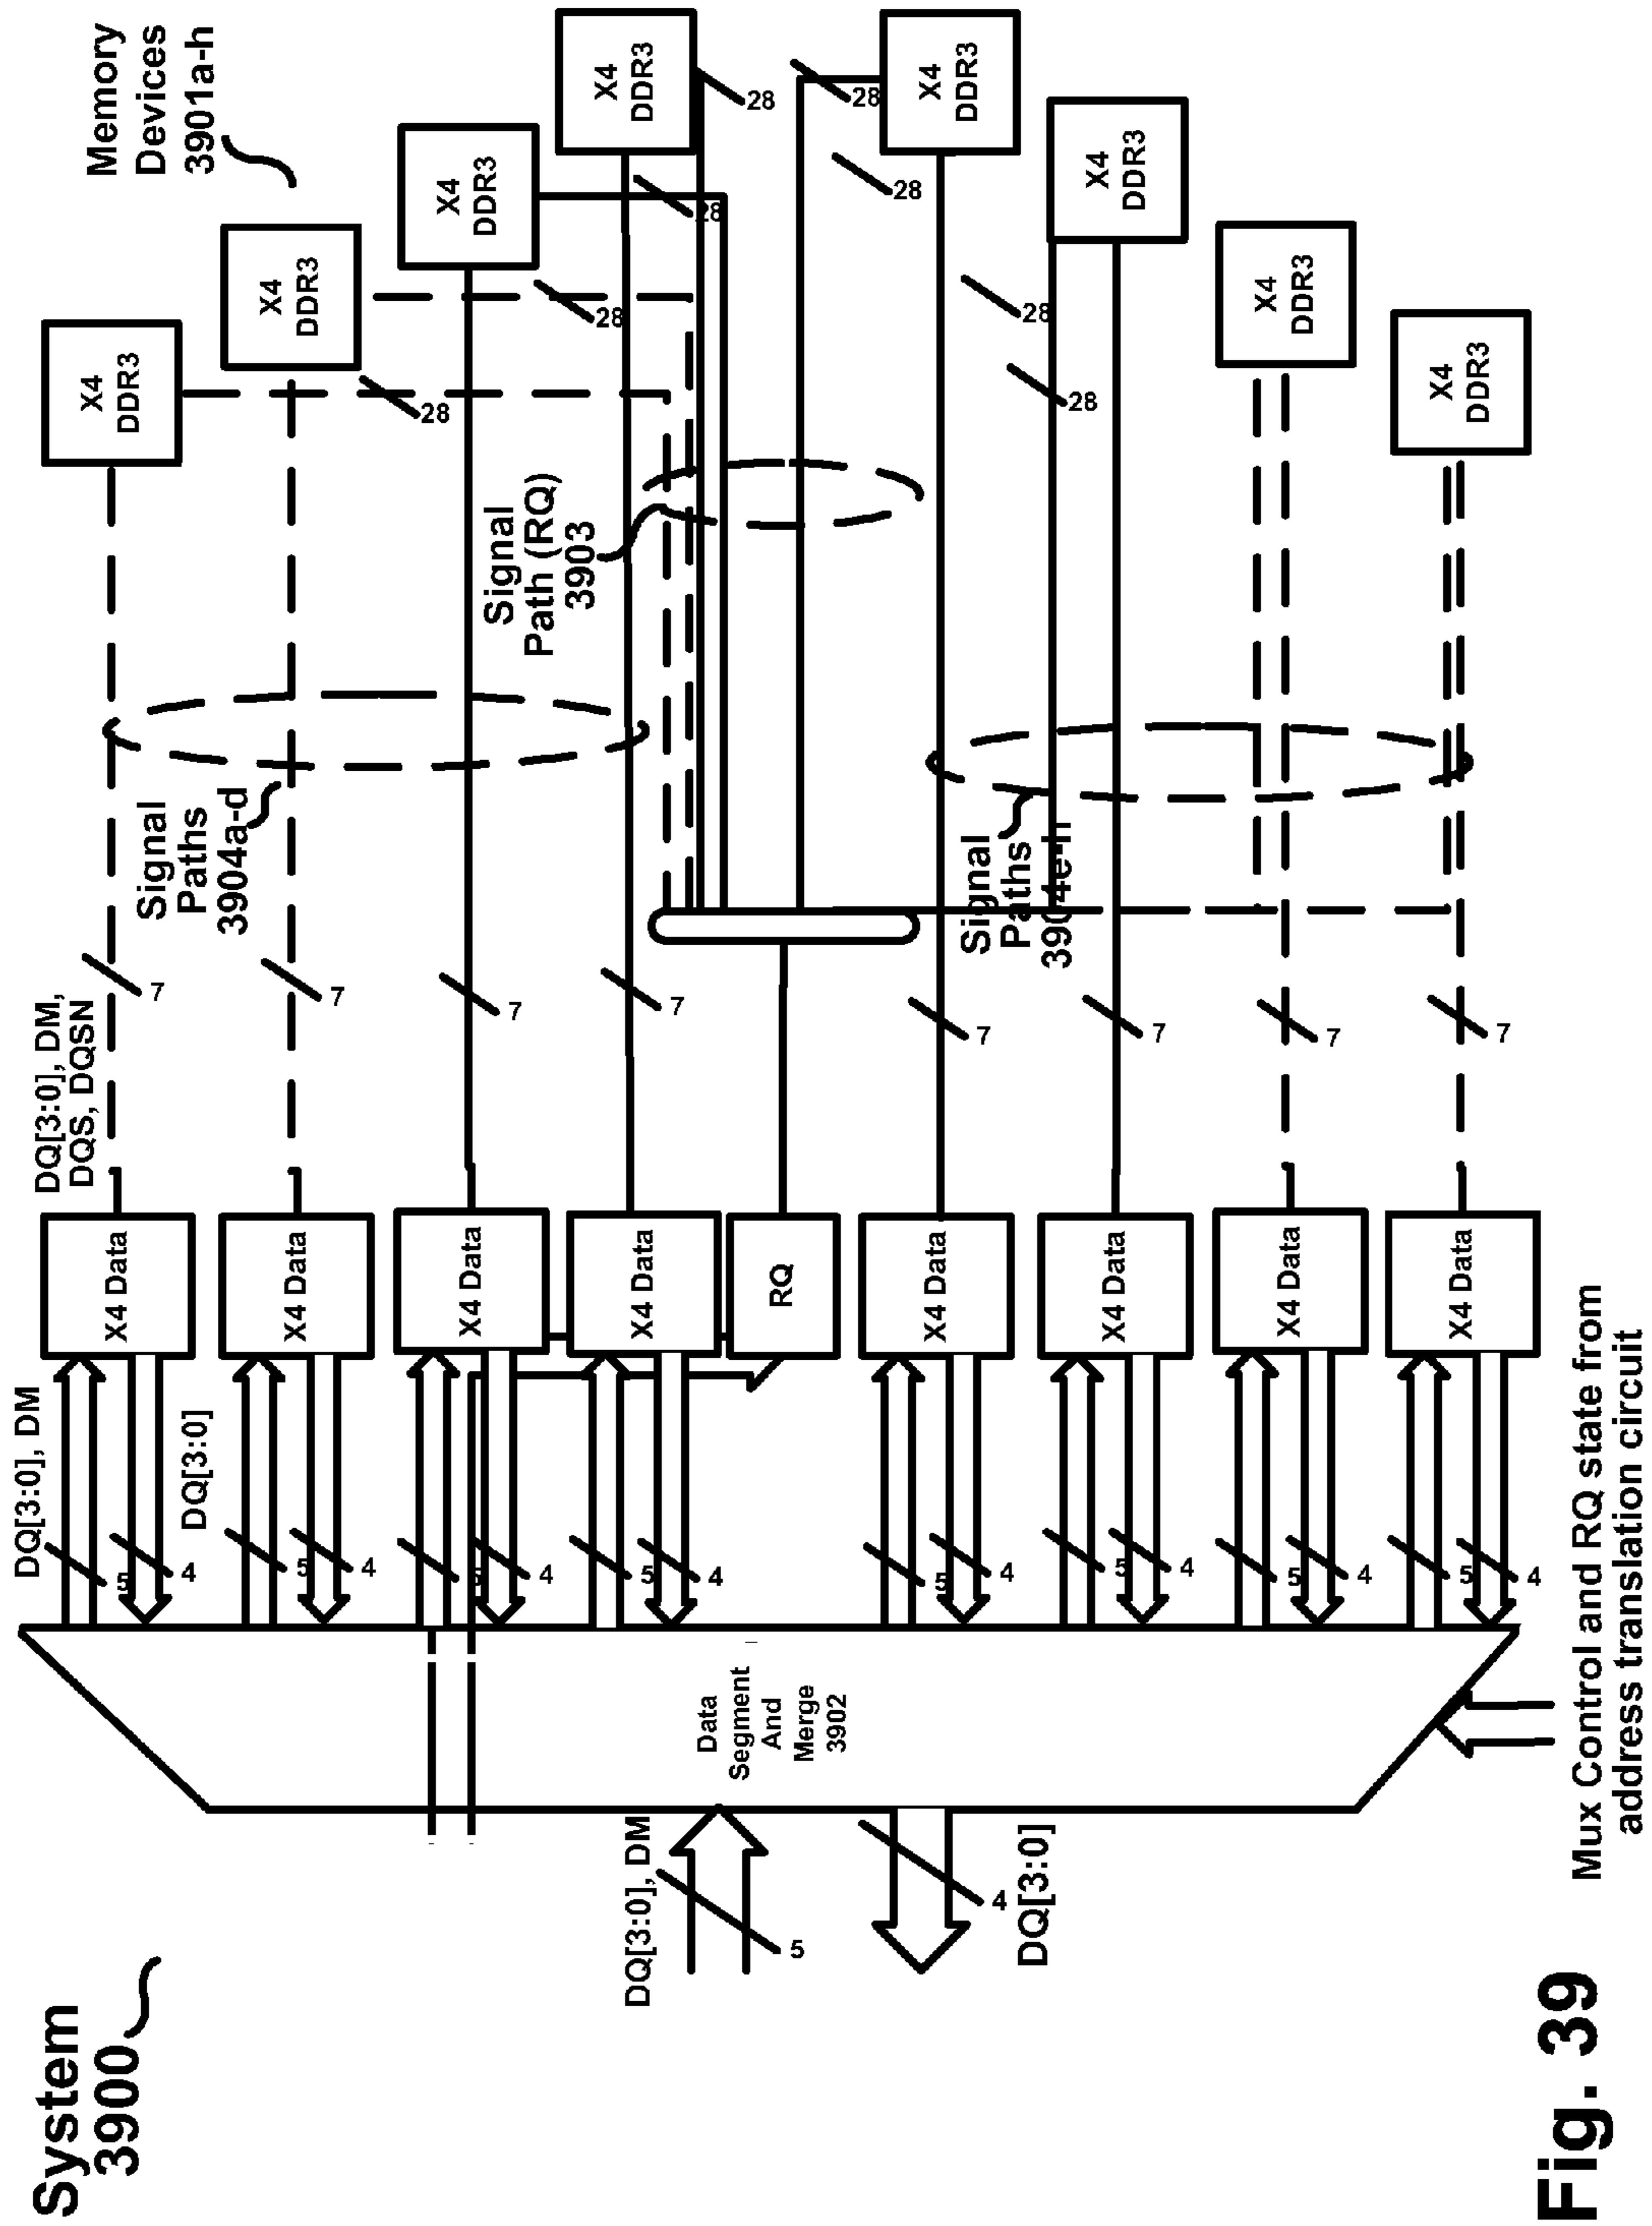 System
3900
Memory
Devices
3901a-h
X4
DDR3
X4
DDR3
X4
DDR3
X4
DDR3
X4
DDR3
X4
DDR3
X4
DDR3
X4
DDR3
28
28
28
28
28
28
28
28
Signal
Path (RQ)
3903
Signal
Paths
3904a-d
Signal
Paths
3904e-h
DQ[3:0], DM,
DQS, DQSN
7
7
7
7
7
7
7
7
X4 Data
X4 Data
X4 Data
X4 Data
RQ
X4 Data
X4 Data
X4 Data
X4 Data
DQ[3:0], DM
DQ[3:0]
5
4
5
4
5
4
5
4
5
4
5
4
5
4
5
4
Data
Segment
And
Merge
3902
DQ[3:0], DM
5
4
DQ[3:0]
Mux Control and RQ state from
address translation circuit
Fig. 39